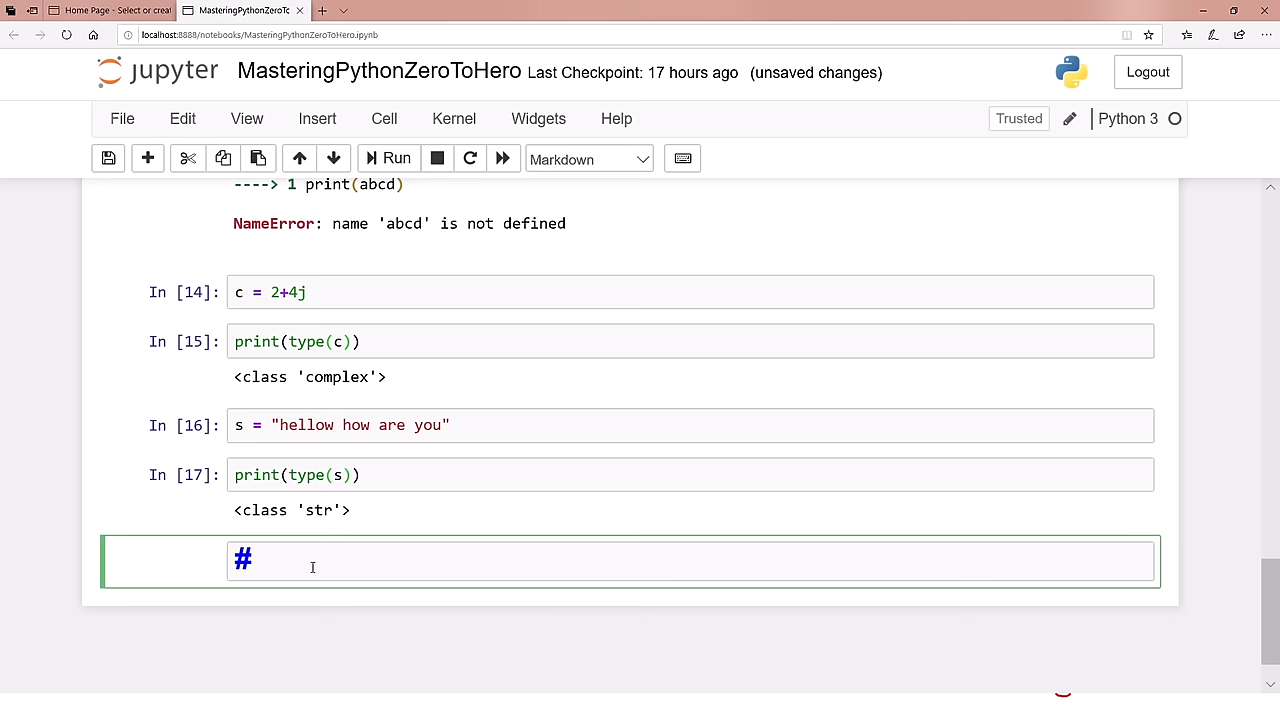 Home Page - Select or creat
MasteringPythonZeroTo
localhost:8888/notebooks/MasteringPythonZeroToHero.ipynb
jupyter MasteringPythonZeroToHero Last Checkpoint: 17 hours ago (unsaved changes) Logout
File Edit View Insert Cell Kernel Widgets Help Trusted Python 3
Run Markdown
----> 1 print(abcd)
NameError: name 'abcd' is not defined
In [14]: c = 2+4j
In [15]: print(type(c))
<class 'complex'>
In [16]: s = "hellow how are you"
In [17]: print(type(s))
<class 'str'>
#